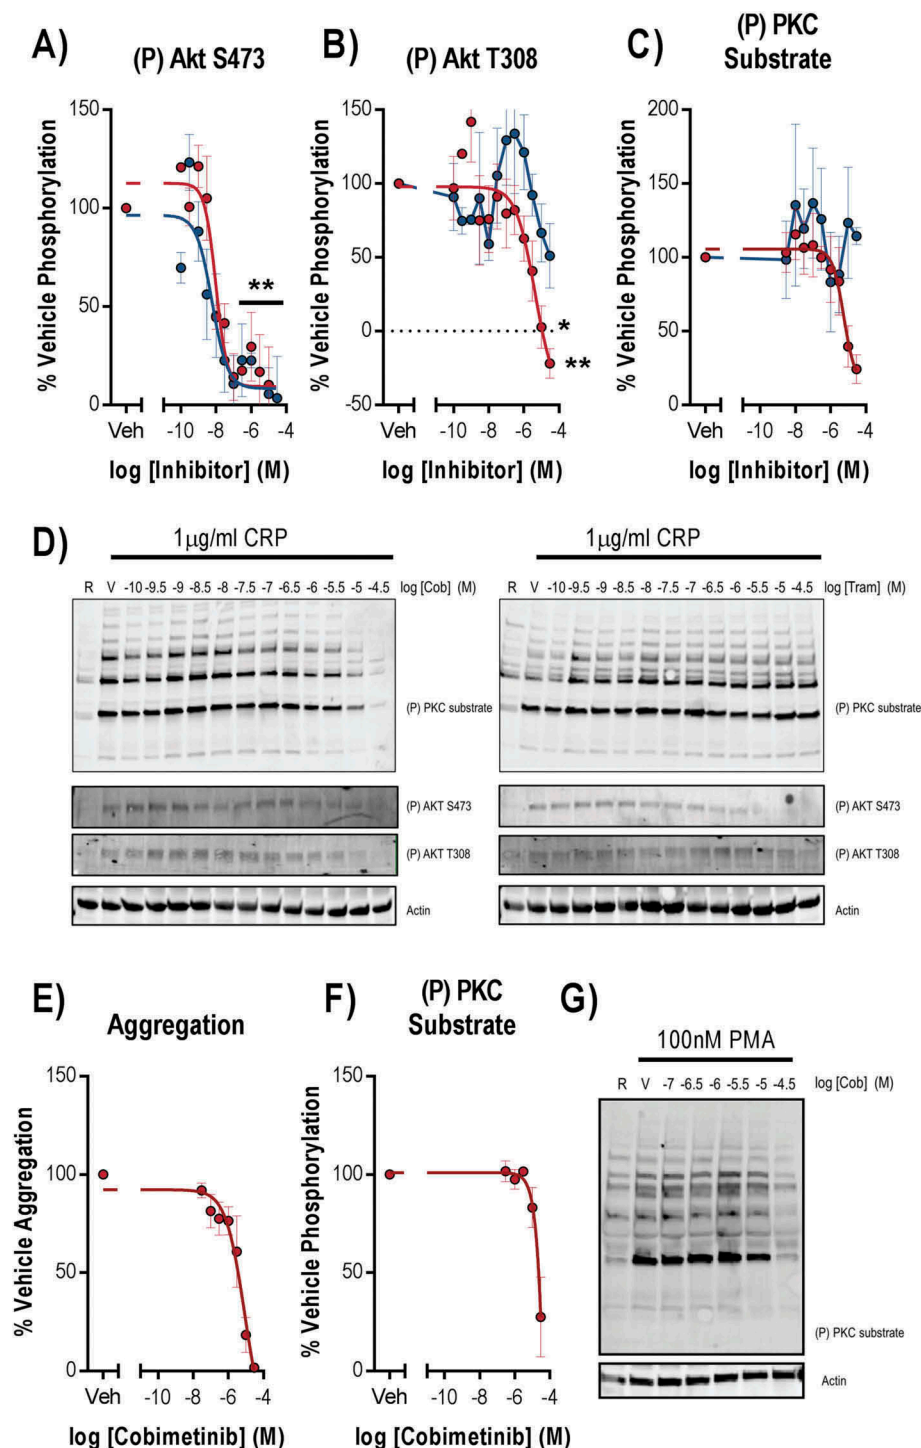 A)
(P) Akt S473
% Vehicle Phosphorylation
150
100
50
0
Veh
-10 -8 -6 -4
log [Inhibitor] (M)
**
B)
(P) Akt T308
% Vehicle Phosphorylation
150
100
50
0
-50
Veh
-10 -8 -6 -4
log [Inhibitor] (M)
*
**
C)
(P) PKC
Substrate
% Vehicle Phosphorylation
200
150
100
50
0
Veh
-10 -8 -6 -4
log [Inhibitor] (M)
D)
1μg/ml CRP
R V -10 -9.5 -9 -8.5 -8 -7.5 -7 -6.5 -6 -5.5 -5 -4.5 log [Cob] (M)
(P) PKC substrate
(P) AKT S473
(P) AKT T308
Actin
1μg/ml CRP
R V -10 -9.5 -9 -8.5 -8 -7.5 -7 -6.5 -6 -5.5 -5 -4.5 log [Tram] (M)
(P) PKC substrate
(P) AKT S473
(P) AKT T308
Actin
E)
Aggregation
% Vehicle Aggregation
150
100
50
0
Veh
-10 -8 -6 -4
log [Cobimetinib] (M)
F)
(P) PKC
Substrate
% Vehicle Phosphorylation
150
100
50
0
Veh
-10 -8 -6 -4
log [Cobimetinib] (M)
G)
100nM PMA
R V -7 -6.5 -6 -5.5 -5 -4.5 log [Cob] (M)
(P) PKC substrate
Actin